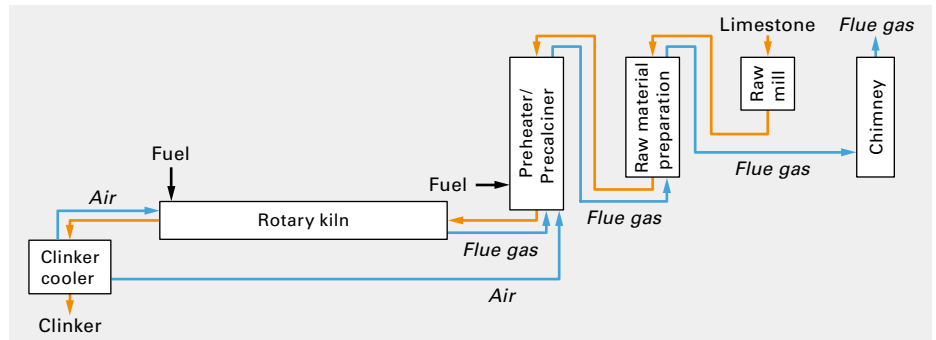 Limestone
Flue gas
Raw
mill
Chimney
Raw material
preparation
Preheater/
Precalciner
Flue gas
Fuel
Fuel
Flue gas
Air
Rotary kiln
Flue gas
Clinker
cooler
Air
Clinker